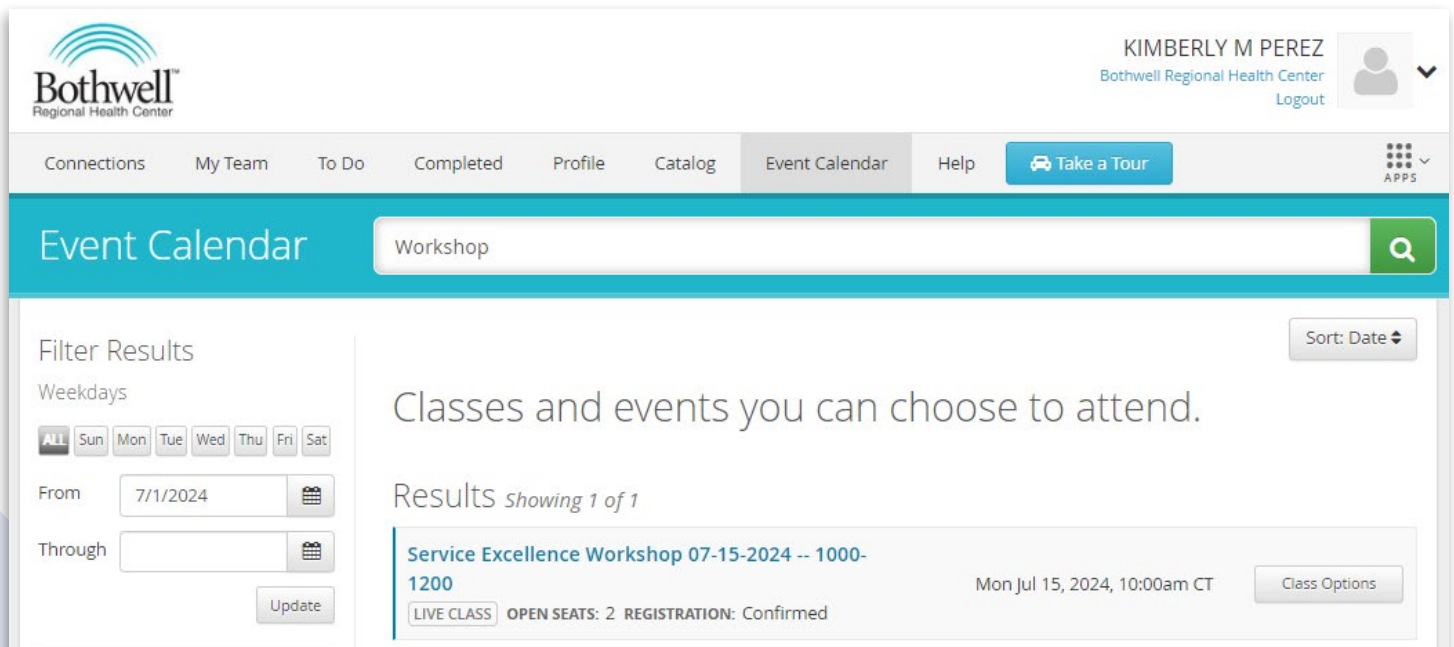 Bothwell™
Regional Health Center
KIMBERLY M PEREZ
Bothwell Regional Health Center
Logout
Connections My Team To Do Completed Profile Catalog Event Calendar Help Take a Tour APPS
Event Calendar Workshop
Sort: Date
Filter Results
Weekdays
ALL Sun Mon Tue Wed Thu Fri Sat
From 7/1/2024
Through
Update
Classes and events you can choose to attend.
Results Showing 1 of 1
Service Excellence Workshop 07-15-2024 -- 1000-
1200
LIVE CLASS OPEN SEATS: 2 REGISTRATION: Confirmed
Mon Jul 15, 2024, 10:00am CT
Class Options